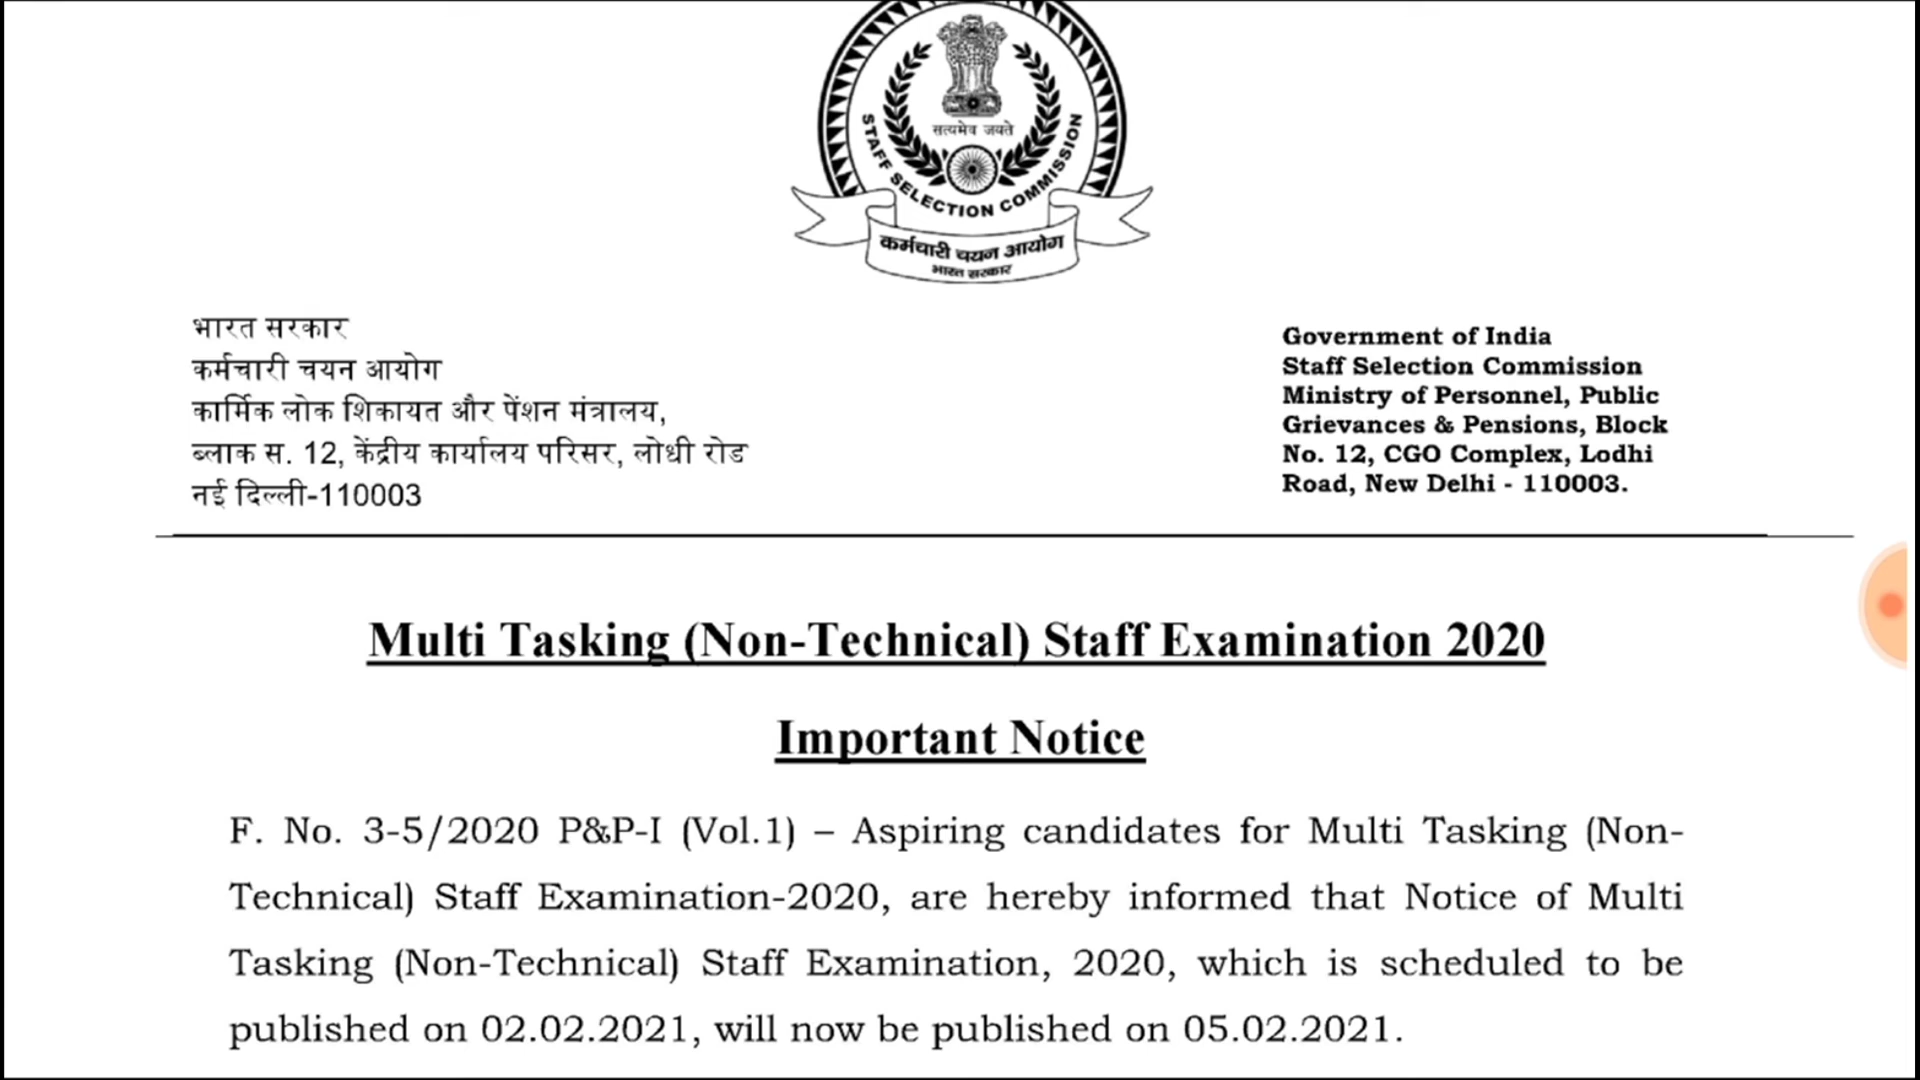 सत्यमेव जयते
STAFF SELECTION COMMISSION
कर्मचारी चयन आयोग
भारत सरकार
भारत सरकार
कर्मचारी चयन आयोग
कार्मिक लोक शिकायत और पेंशन मंत्रालय,
ब्लाक स. 12, केंद्रीय कार्यालय परिसर, लोधी रोड
नई दिल्ली-110003
Government of India
Staff Selection Commission
Ministry of Personnel, Public
Grievances & Pensions, Block
No. 12, CGO Complex, Lodhi
Road, New Delhi - 110003.
Multi Tasking (Non-Technical) Staff Examination 2020
Important Notice
F. No. 3-5/2020 P&P-I (Vol.1) – Aspiring candidates for Multi Tasking (Non-
Technical) Staff Examination-2020, are hereby informed that Notice of Multi
Tasking (Non-Technical) Staff Examination, 2020, which is scheduled to be
published on 02.02.2021, will now be published on 05.02.2021.